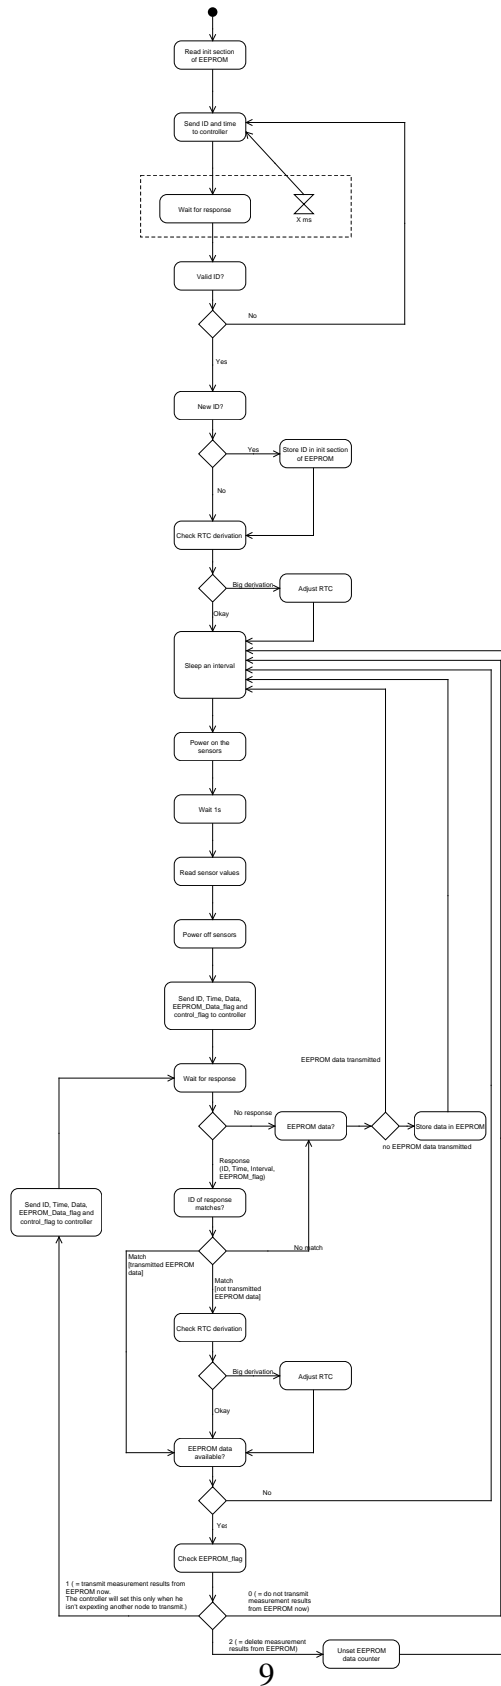 Read init section
of EEPROM
Send ID and time
to controller
Wait for response
X ms
Valid ID?
No
Yes
New ID?
Yes
Store ID in init section
of EEPROM
No
Check RTC derivation
Big derivation
Adjust RTC
Okay
Sleep an interval
Power on the
sensors
Wait 1s
Read sensor values
Power off sensors
Send ID, Time, Data,
EEPROM_Data_flag and
control_flag to controller
EEPROM data transmitted
Wait for response
No response
EEPROM data?
Store data in EEPROM
no EEPROM data transmitted
Response
(ID, Time, Interval,
EEPROM_flag)
Send ID, Time, Data,
EEPROM_Data_flag and
control_flag to controller
ID of response
matches?
No match
Match
[transmitted EEPROM
data]
Match
[not transmitted
EEPROM data]
Check RTC derivation
Big derivation
Adjust RTC
Okay
EEPROM data
available?
No
Yes
Check EEPROM_flag
1 ( = transmit measurement results from
EEPROM now.
The controller will set this only when he
isn't expexting another node to transmit.)
0 ( = do not transmit
measurement results
from EEPROM now)
2 ( = delete measurement
results from EEPROM)
Unset EEPROM
data counter
9